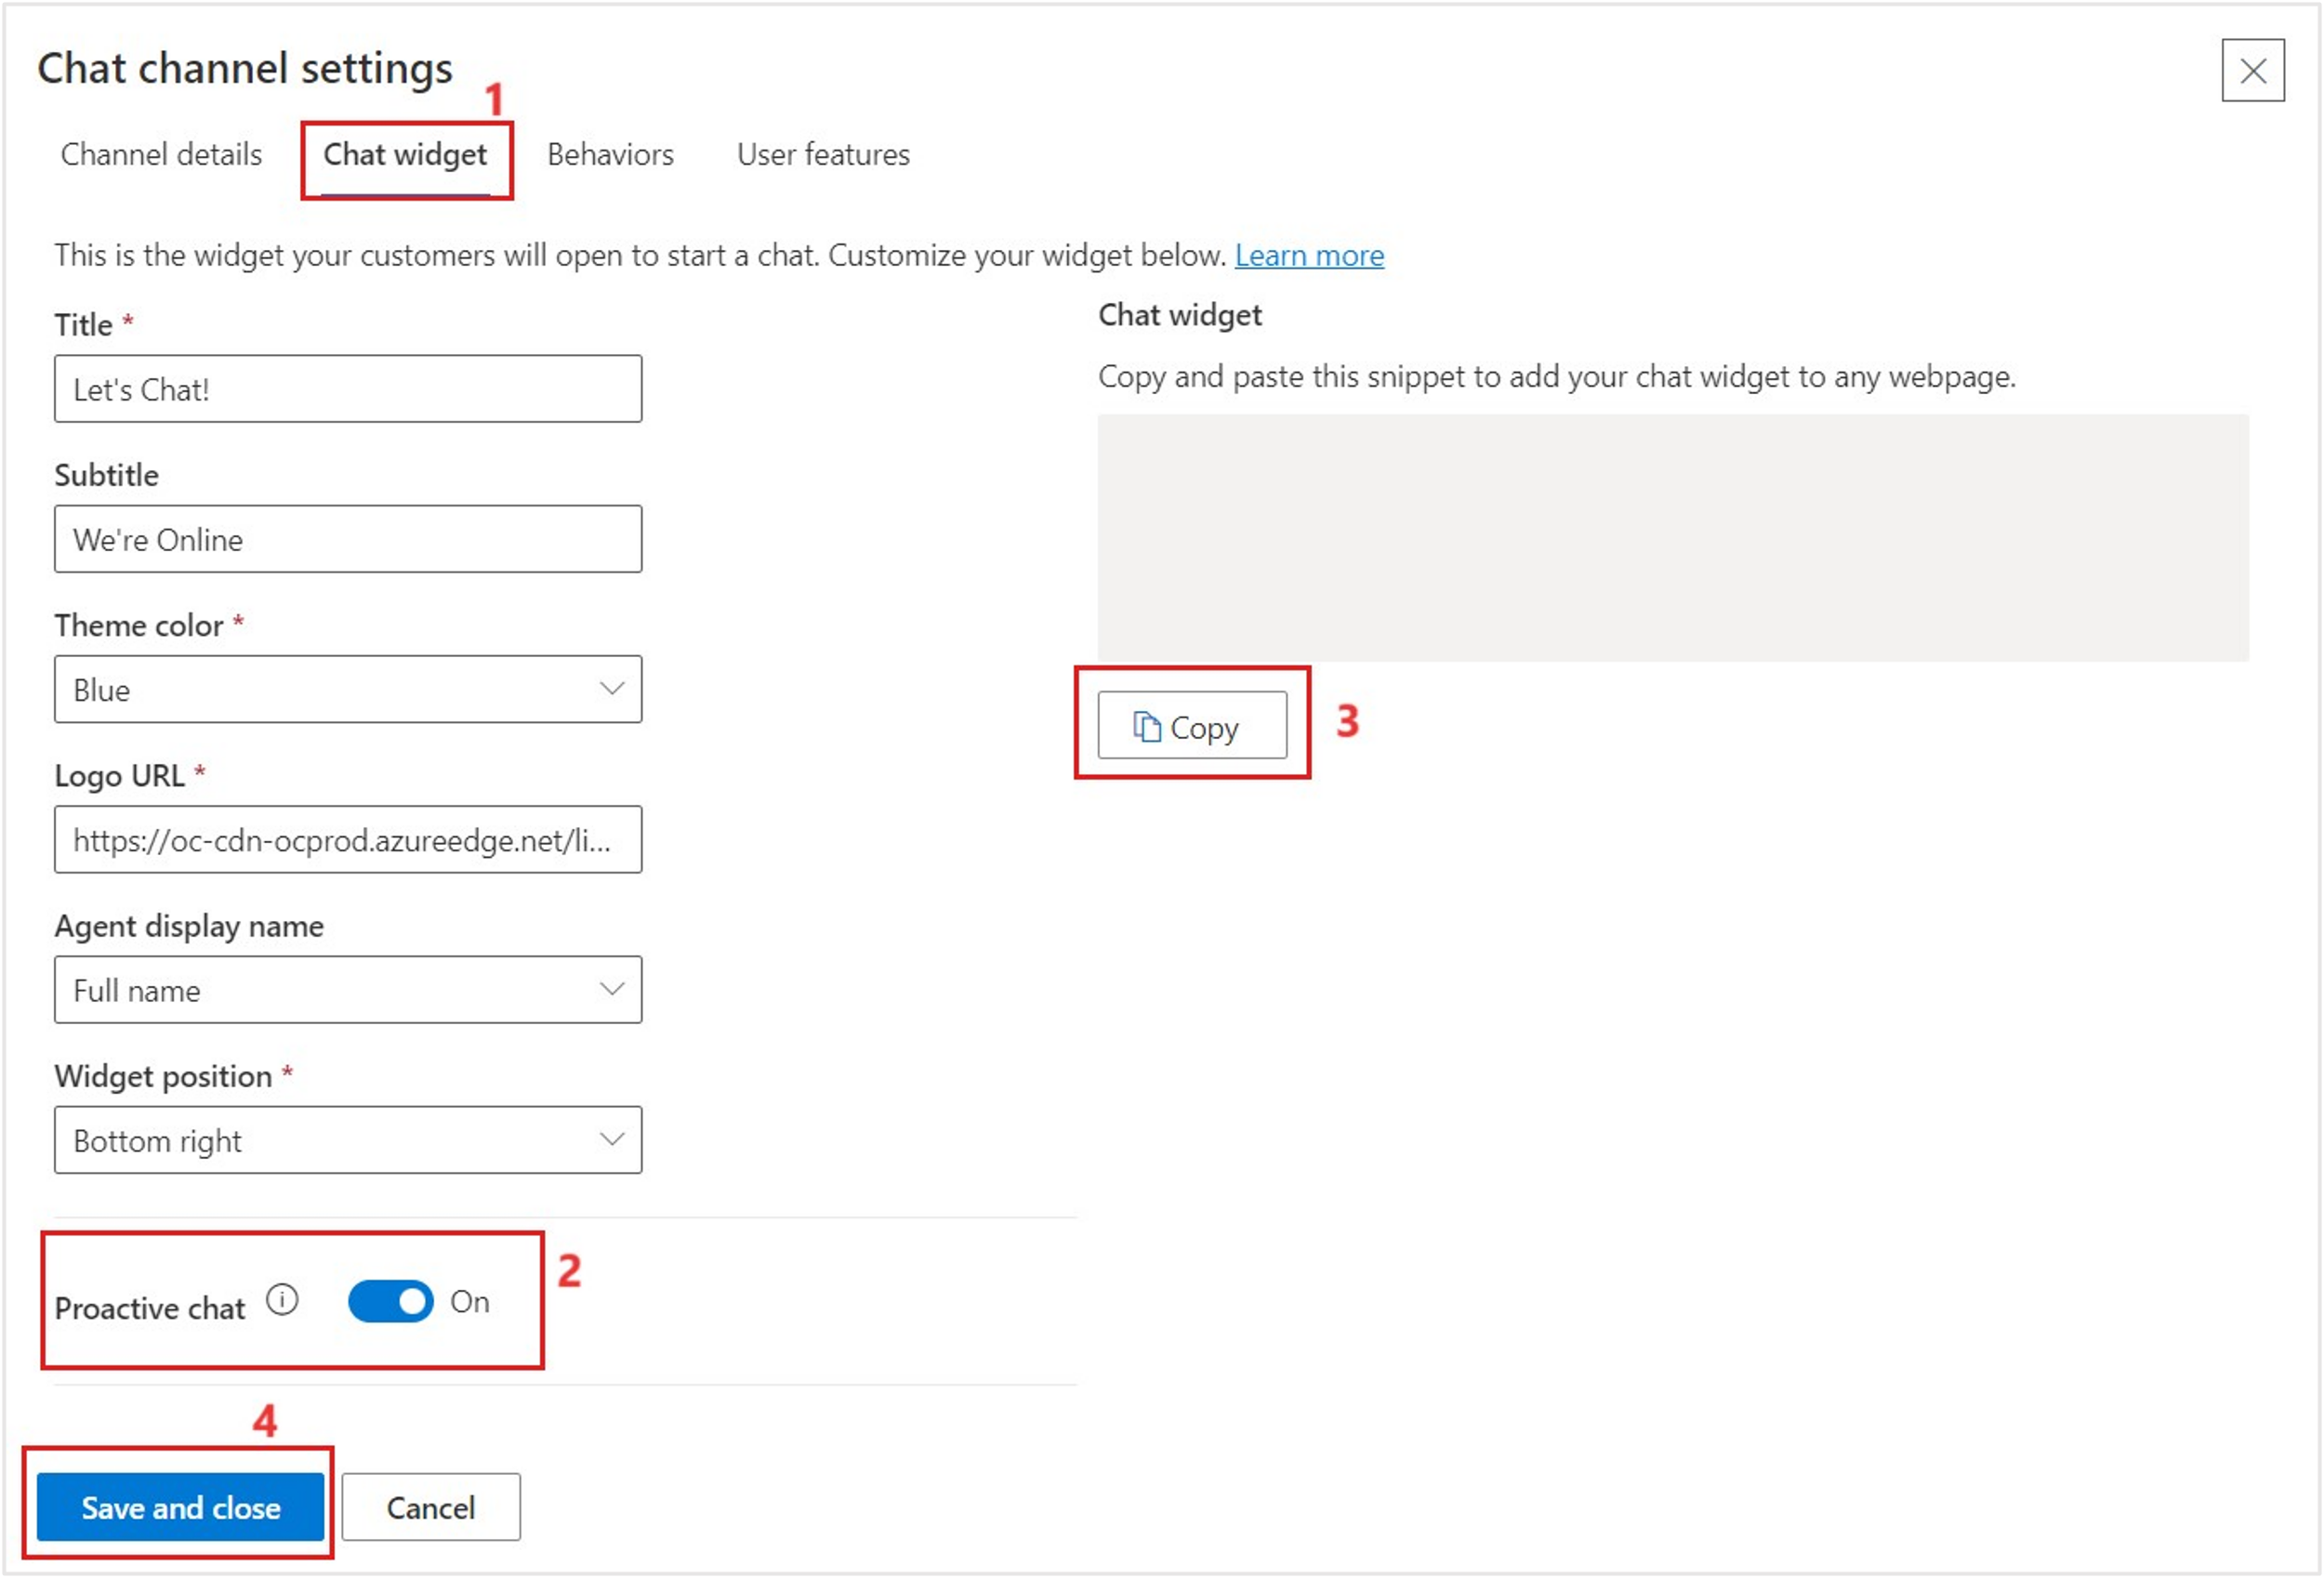 Chat channel settings
1
Channel details Chat widget Behaviors User features
This is the widget your customers will open to start a chat. Customize your widget below. Learn more
Title *
Let's Chat!
Subtitle
We're Online
Theme color *
Blue
Logo URL *
https://oc-cdn-ocprod.azureedge.net/li...
Agent display name
Full name
Widget position *
Bottom right
Proactive chat On
2
Chat widget
Copy and paste this snippet to add your chat widget to any webpage.
Copy
3
4
Save and close Cancel